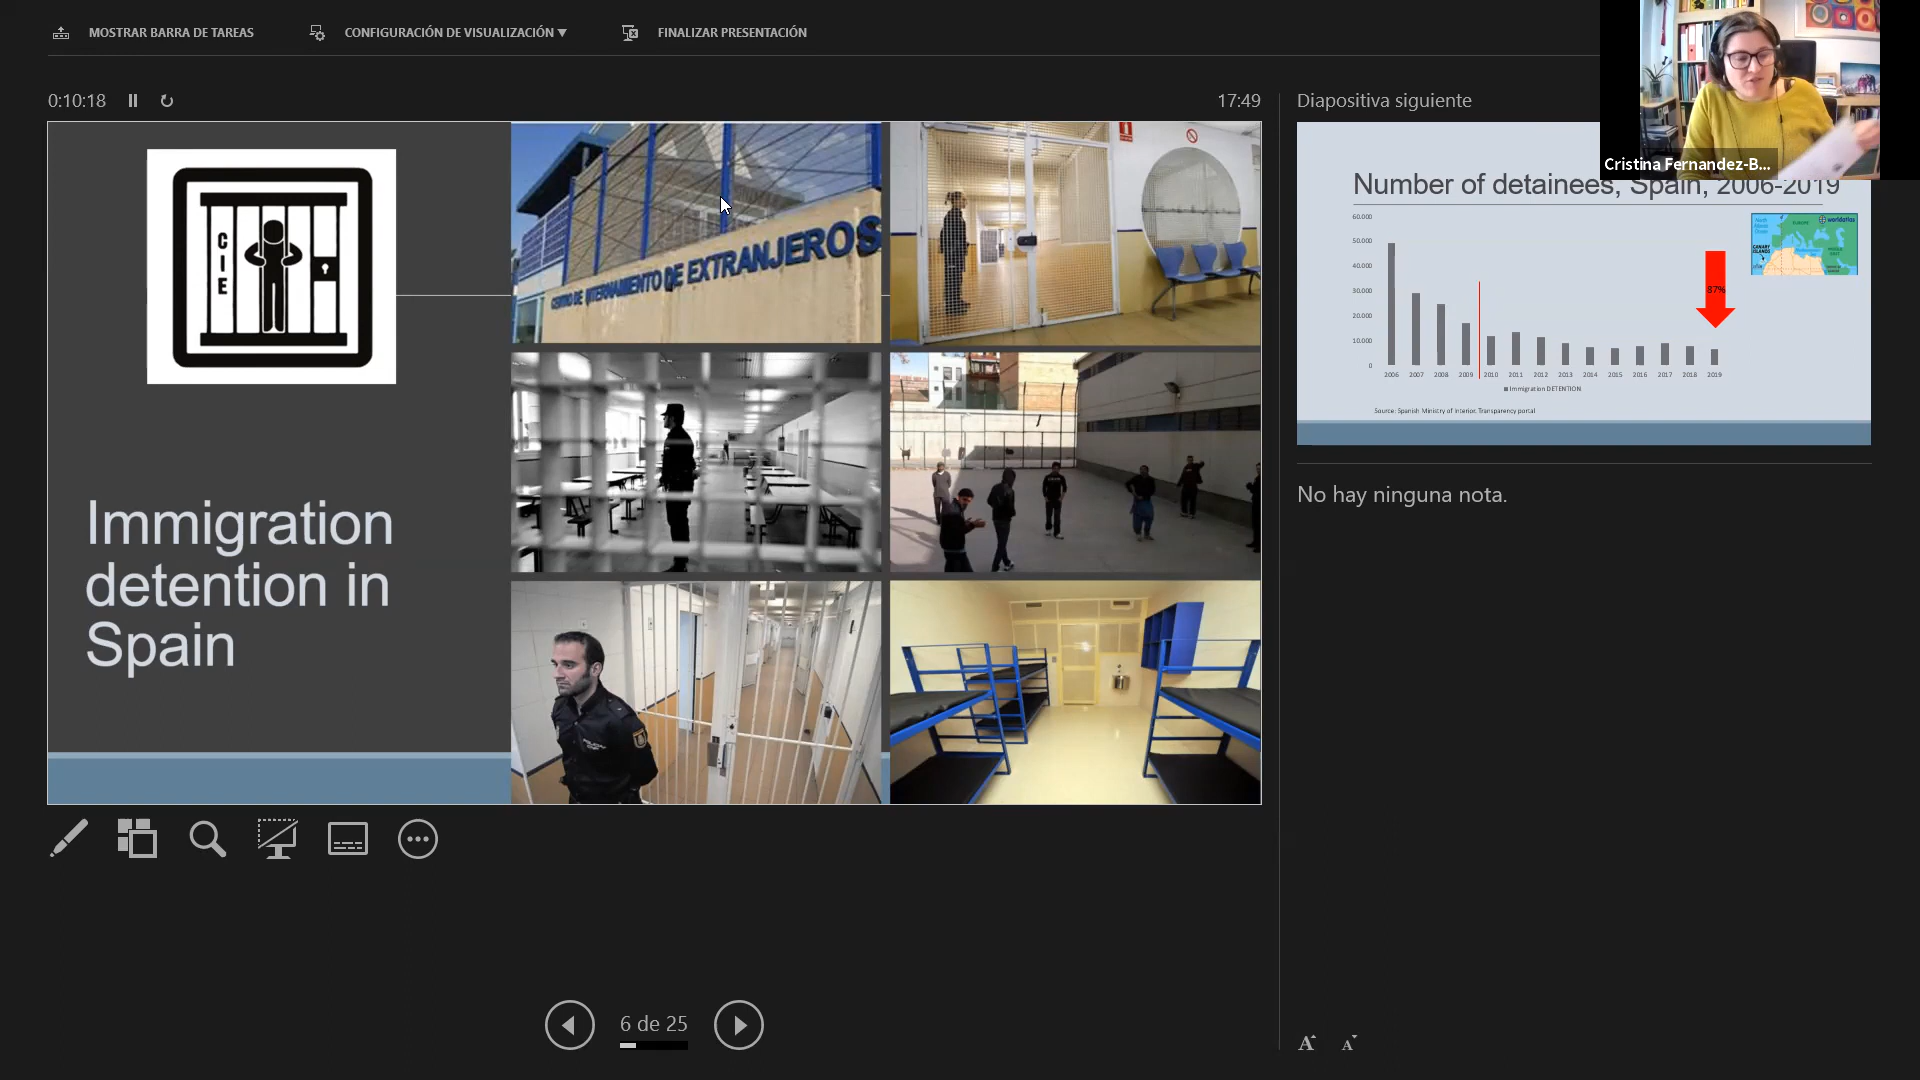 MOSTRAR BARRA DE TAREAS
CONFIGURACIÓN DE VISUALIZACIÓN ▼
FINALIZAR PRESENTACIÓN
0:10:18
17:49
Diapositiva siguiente
Cristina Fernandez-B...
CIE
CENTRO DE INTERNAMIENTO DE EXTRANJEROS
Immigration
detention in
Spain
Number of detainees, Spain, 2006-2019
60.000
50.000
40.000
30.000
20.000
10.000
0
2006 2007 2008 2009 2010 2011 2012 2013 2014 2015 2016 2017 2018 2019
Immigration DETENTION
87%
worldatlas
Source: Spanish Ministry of Interior. Transparency portal
No hay ninguna nota.
6 de 25
A A